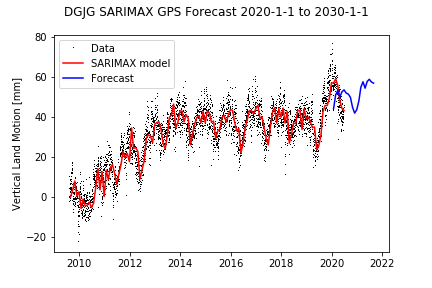 DGJG SARIMAX GPS Forecast 2020-1-1 to 2030-1-1
Data
SARIMAX model
Forecast
Vertical Land Motion [mm]
80
60
40
20
0
−20
2010 2012 2014 2016 2018 2020 2022